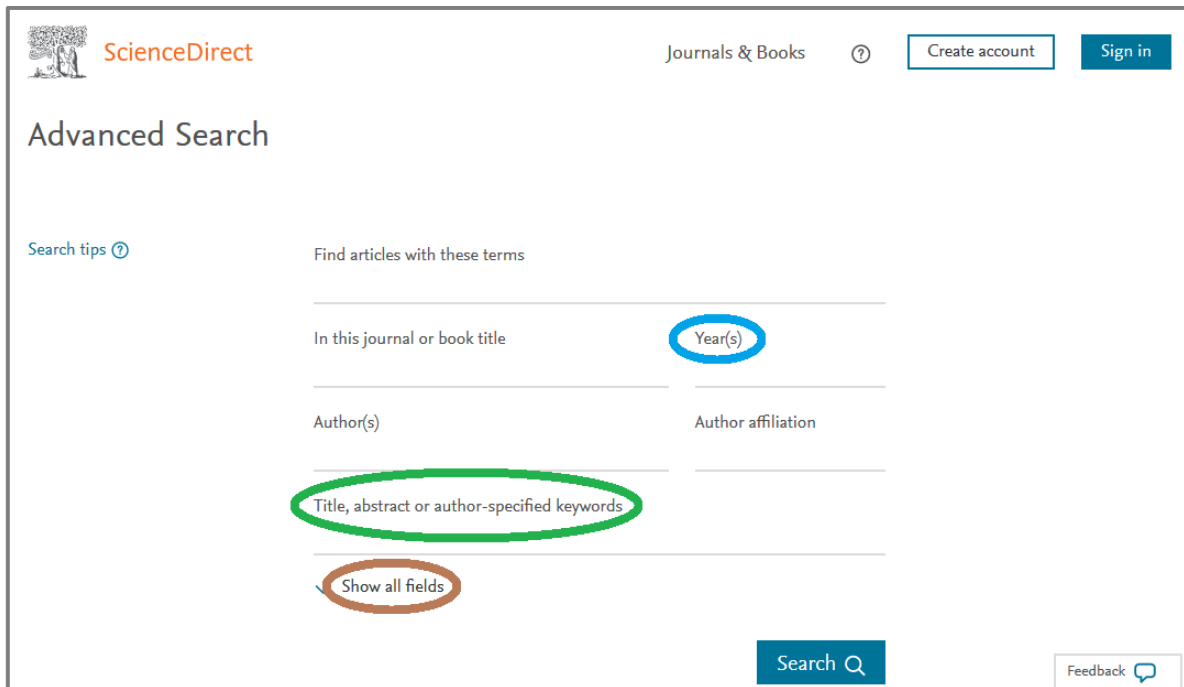 ScienceDirect
Journals & Books
Create account
Sign in
Advanced Search
Search tips
Find articles with these terms
In this journal or book title
Year(s)
Author(s)
Author affiliation
Title, abstract or author-specified keywords
Show all fields
Search
Feedback